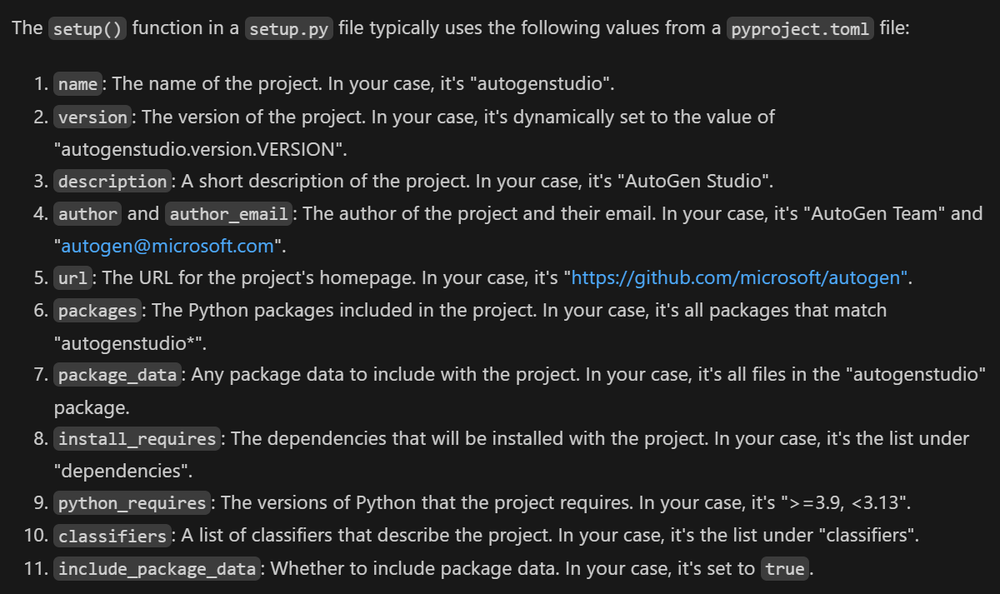 The setup() function in a setup.py file typically uses the following values from a pyproject.toml file:
1. name: The name of the project. In your case, it's "autogenstudio".
2. version: The version of the project. In your case, it's dynamically set to the value of
"autogenstudio.version.VERSION".
3. description: A short description of the project. In your case, it's "AutoGen Studio".
4. author and author_email: The author of the project and their email. In your case, it's "AutoGen Team" and
"autogen@microsoft.com".
5. url: The URL for the project's homepage. In your case, it's "https://github.com/microsoft/autogen".
6. packages: The Python packages included in the project. In your case, it's all packages that match
"autogenstudio*".
7. package_data: Any package data to include with the project. In your case, it's all files in the "autogenstudio"
package.
8. install_requires: The dependencies that will be installed with the project. In your case, it's the list under
"dependencies".
9. python_requires: The versions of Python that the project requires. In your case, it's ">=3.9, <3.13".
10. classifiers: A list of classifiers that describe the project. In your case, it's the list under "classifiers".
11. include_package_data: Whether to include package data. In your case, it's set to true.